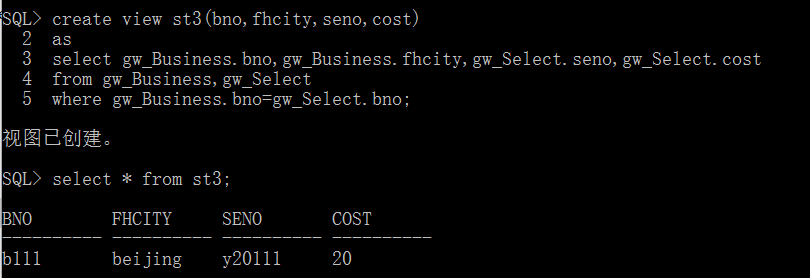 SQL> create view st3(bno,fhcity,seno,cost)
  2  as
  3  select gw_Business.bno,gw_Business.fhcity,gw_Select.seno,gw_Select.cost
  4  from gw_Business,gw_Select
  5  where gw_Business.bno=gw_Select.bno;
视图已创建。
SQL> select * from st3;
BNO        FHCITY     SENO       COST
---------- ---------- ---------- ----------
b111       beijing    y20111     20